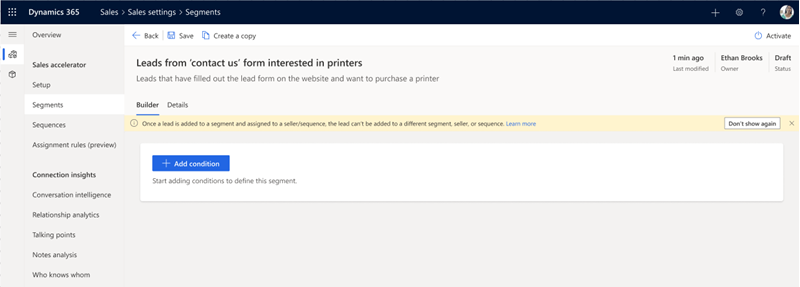 Dynamics 365 Sales > Sales settings > Segments
Overview
Sales accelerator
Setup
Segments
Sequences
Assignment rules (preview)
Connection insights
Conversation intelligence
Relationship analytics
Talking points
Notes analysis
Who knows whom
Back Save Create a copy Activate
Leads from ‘contact us’ form interested in printers
Leads that have filled out the lead form on the website and want to purchase a printer
1 min ago
Last modified
Ethan Brooks
Owner
Draft
Status
Builder Details
Once a lead is added to a segment and assigned to a seller/sequence, the lead can't be added to a different segment, seller, or sequence. Learn more
Don't show again
Add condition
Start adding conditions to define this segment.